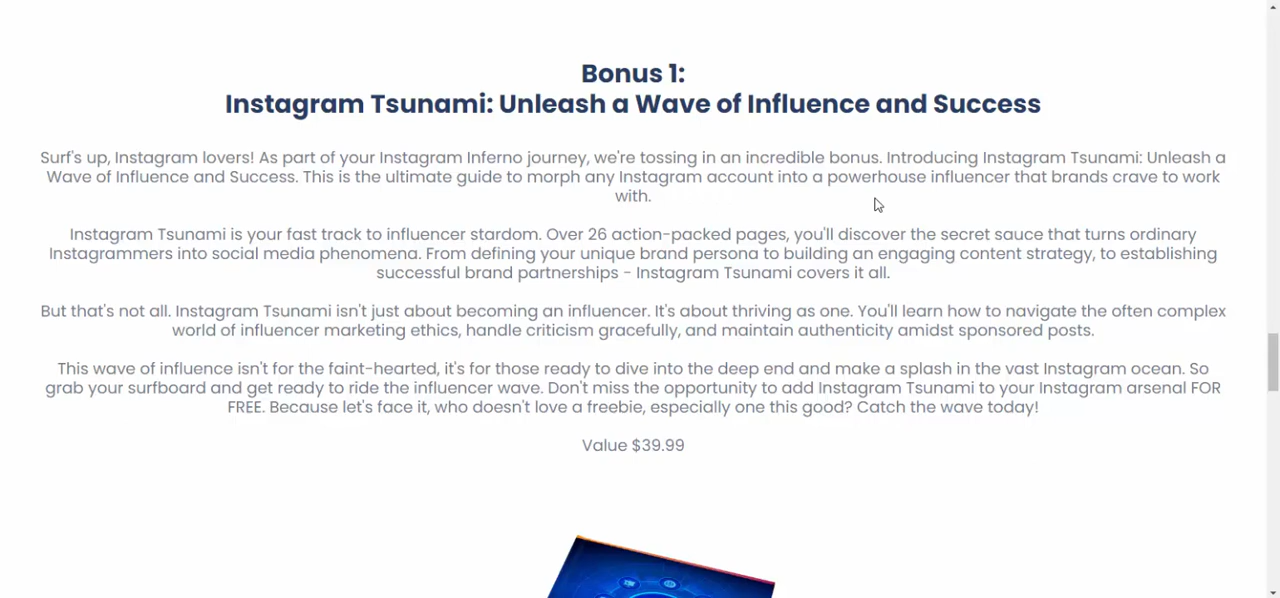 Bonus 1:
Instagram Tsunami: Unleash a Wave of Influence and Success
Surf's up, Instagram lovers! As part of your Instagram Inferno journey, we're tossing in an incredible bonus. Introducing Instagram Tsunami: Unleash a
Wave of Influence and Success. This is the ultimate guide to morph any Instagram account into a powerhouse influencer that brands crave to work
with.
Instagram Tsunami is your fast track to influencer stardom. Over 26 action-packed pages, you'll discover the secret sauce that turns ordinary
Instagrammers into social media phenomena. From defining your unique brand persona to building an engaging content strategy, to establishing
successful brand partnerships - Instagram Tsunami covers it all.
But that's not all. Instagram Tsunami isn't just about becoming an influencer. It's about thriving as one. You'll learn how to navigate the often complex
world of influencer marketing ethics, handle criticism gracefully, and maintain authenticity amidst sponsored posts.
This wave of influence isn't for the faint-hearted, it's for those ready to dive into the deep end and make a splash in the vast Instagram ocean. So
grab your surfboard and get ready to ride the influencer wave. Don't miss the opportunity to add Instagram Tsunami to your Instagram arsenal FOR
FREE. Because let's face it, who doesn't love a freebie, especially one this good? Catch the wave today!
Value $39.99